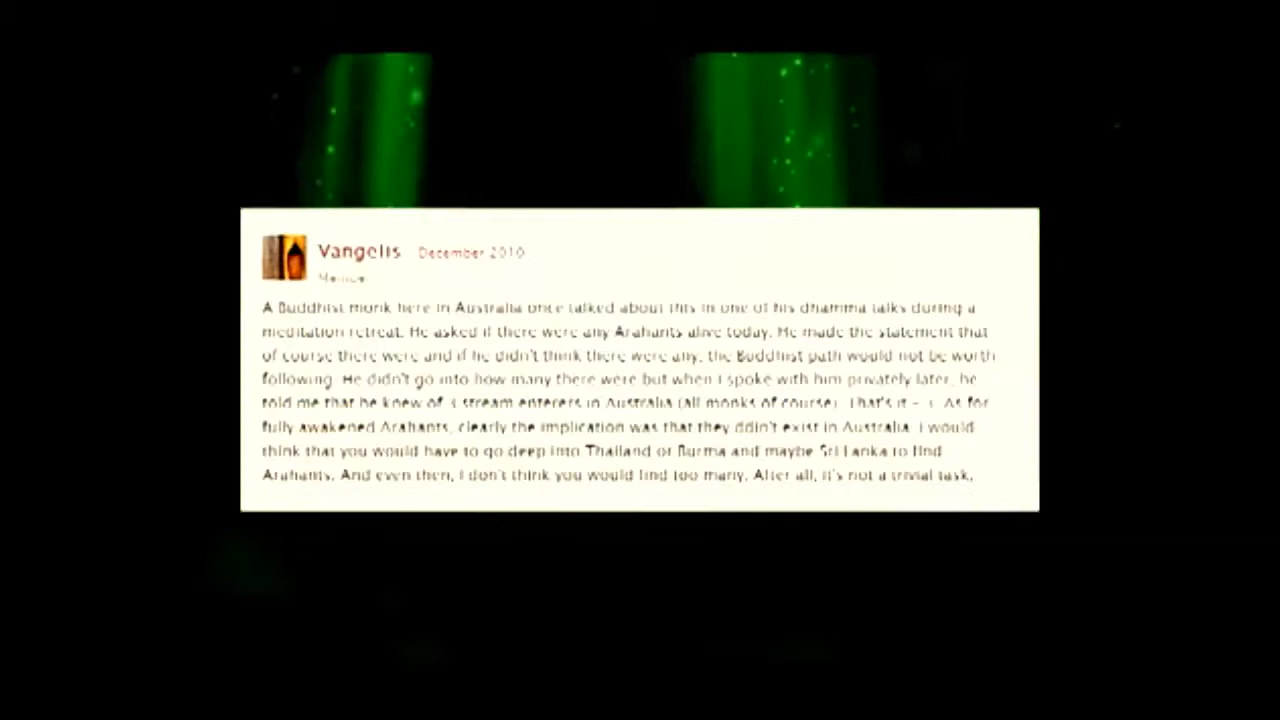 Vangelis December 2010
A Buddhist monk here in Australia once talked about this in one of his dhamma talks during a
meditation retreat. He asked if there were any Arahants alive today. He made the statement that
of course there were and if he didn't think there were any, the Buddhist path would not be worth
following. He didn't go into how many there were but when I spoke with him privately later, he
told me that he knew of stream enterers in Australia (all monks of course). That's it - As for
fully awakened Arahants, clearly the implication was that they ddin't exist in Australia. I would
think that you would have to go deep into Thailand or Burma and maybe Sri Lanka to find
Arahants. And even then, I don't think you would find too many. After all, it's not a trivial task.